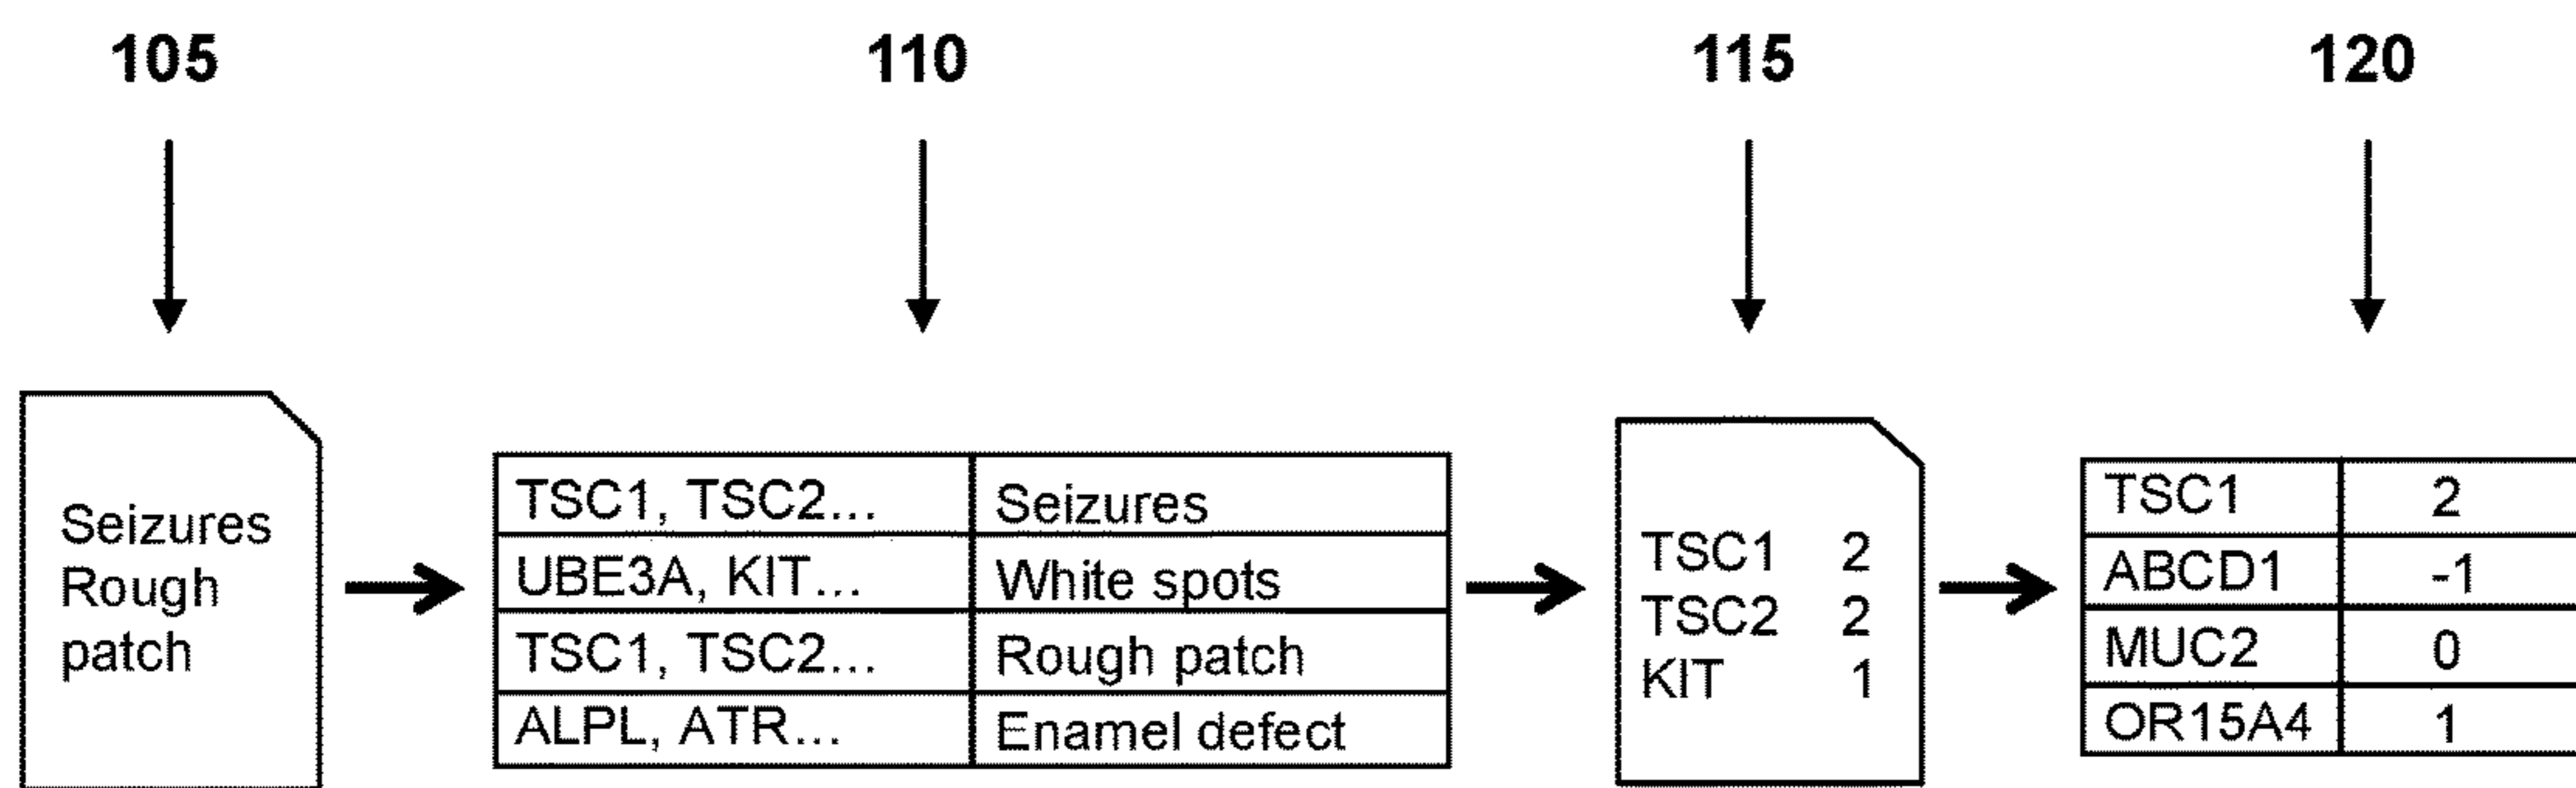 105 110 115 120
Seizures
Rough
patch
TSC1, TSC2... Seizures
UBE3A, KIT... White spots
TSC1, TSC2... Rough patch
ALPL, ATR... Enamel defect
TSC1 2
TSC2 2
KIT 1
TSC1 2
ABCD1 -1
MUC2 0
OR15A4 1